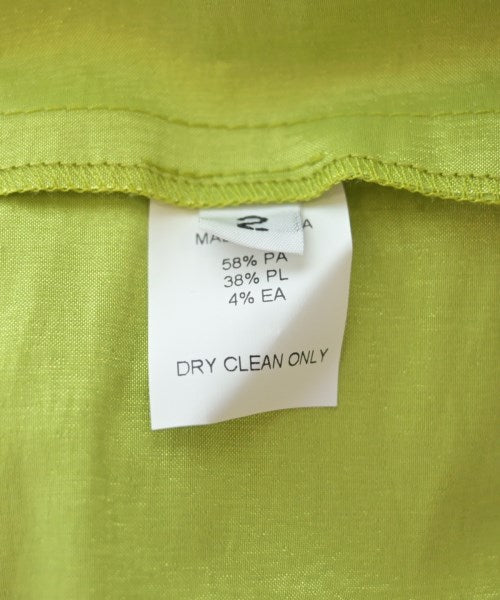 2
58% PA
38% PL
4% EA
DRY CLEAN ONLY